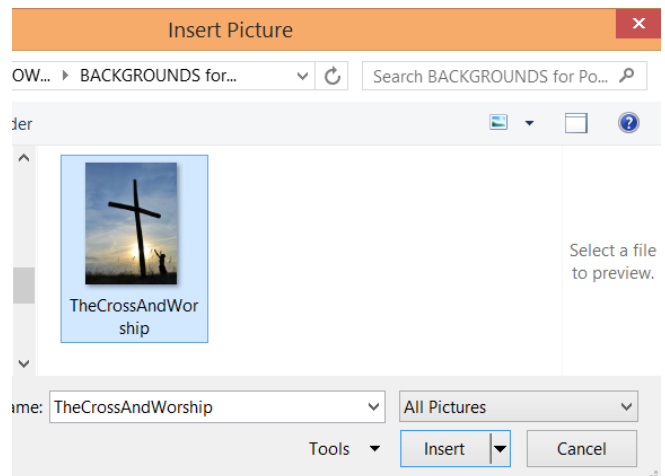 Insert Picture
OW... BACKGROUNDS for... Search BACKGROUNDS for Po...
der
Select a file
to preview.
TheCrossAndWor
ship
ame: TheCrossAndWorship All Pictures
Tools Insert Cancel